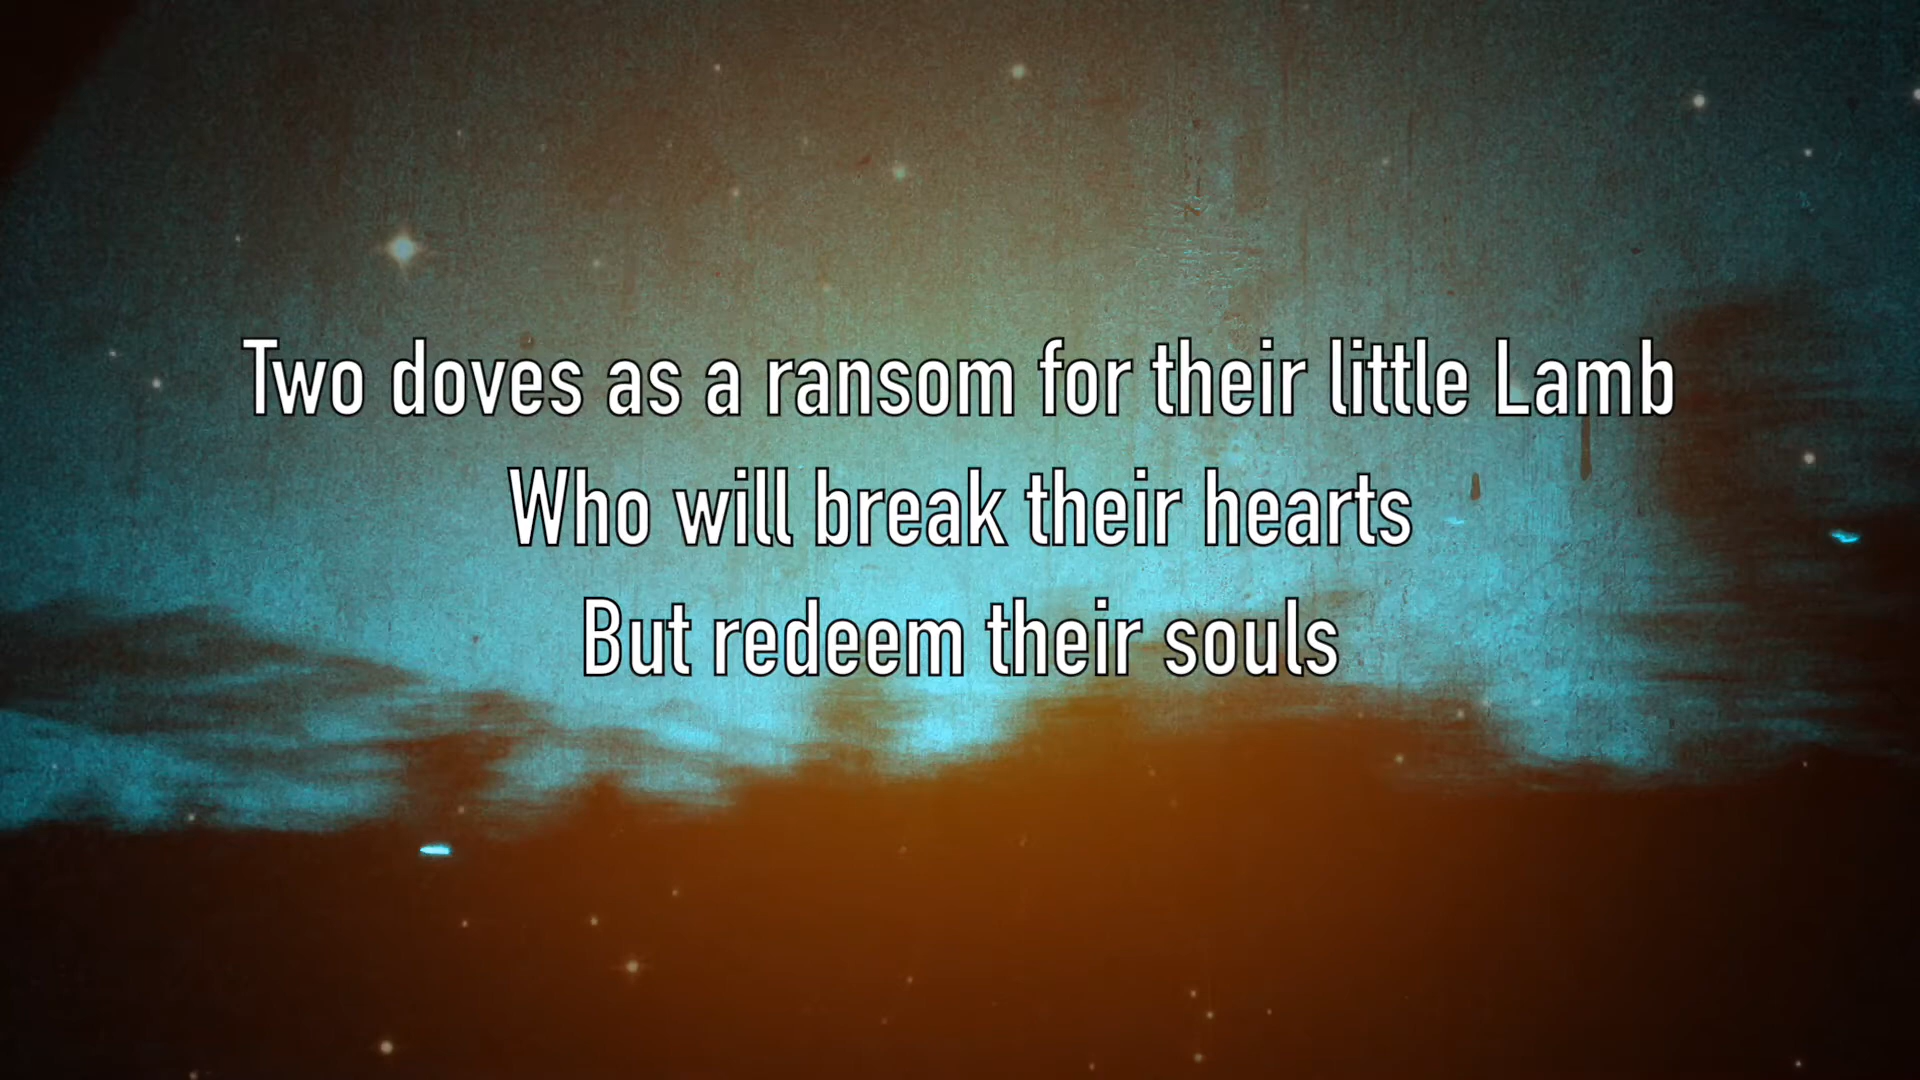 Two doves as a ransom for their little Lamb
Who will break their hearts
But redeem their souls